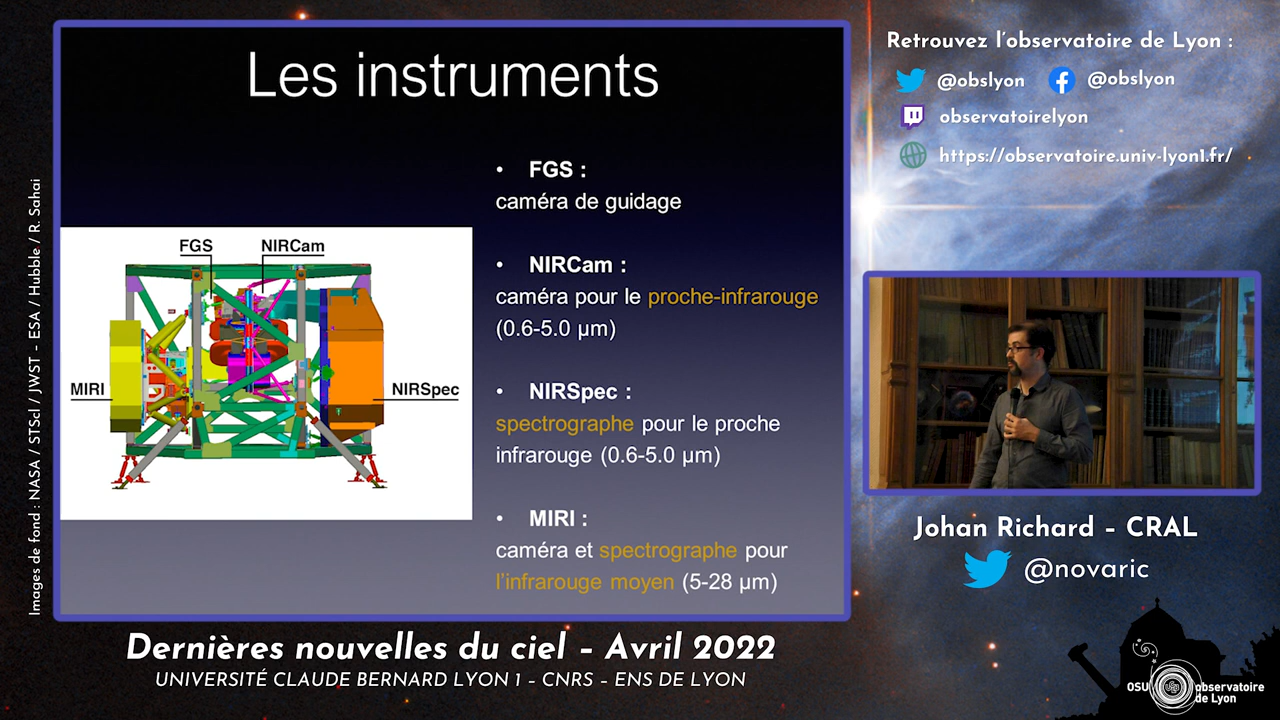 Les instruments
• FGS :
caméra de guidage
• NIRCam :
caméra pour le proche-infrarouge
(0.6-5.0 µm)
• NIRSpec :
spectrographe pour le proche
infrarouge (0.6-5.0 µm)
• MIRI :
caméra et spectrographe pour
l'infrarouge moyen (5-28 µm)
FGS
NIRCam
MIRI
NIRSpec
Images de fond : NASA / STScI / JWST - ESA / Hubble / R. Sahai
Retrouvez l'observatoire de Lyon :
@obslyon @obslyon
observatoirelyon
https://observatoire.univ-lyon1.fr/
Johan Richard - CRAL
@novaric
Dernières nouvelles du ciel - Avril 2022
UNIVERSITÉ CLAUDE BERNARD LYON 1 - CNRS - ENS DE LYON
OSU observatoire
de Lyon